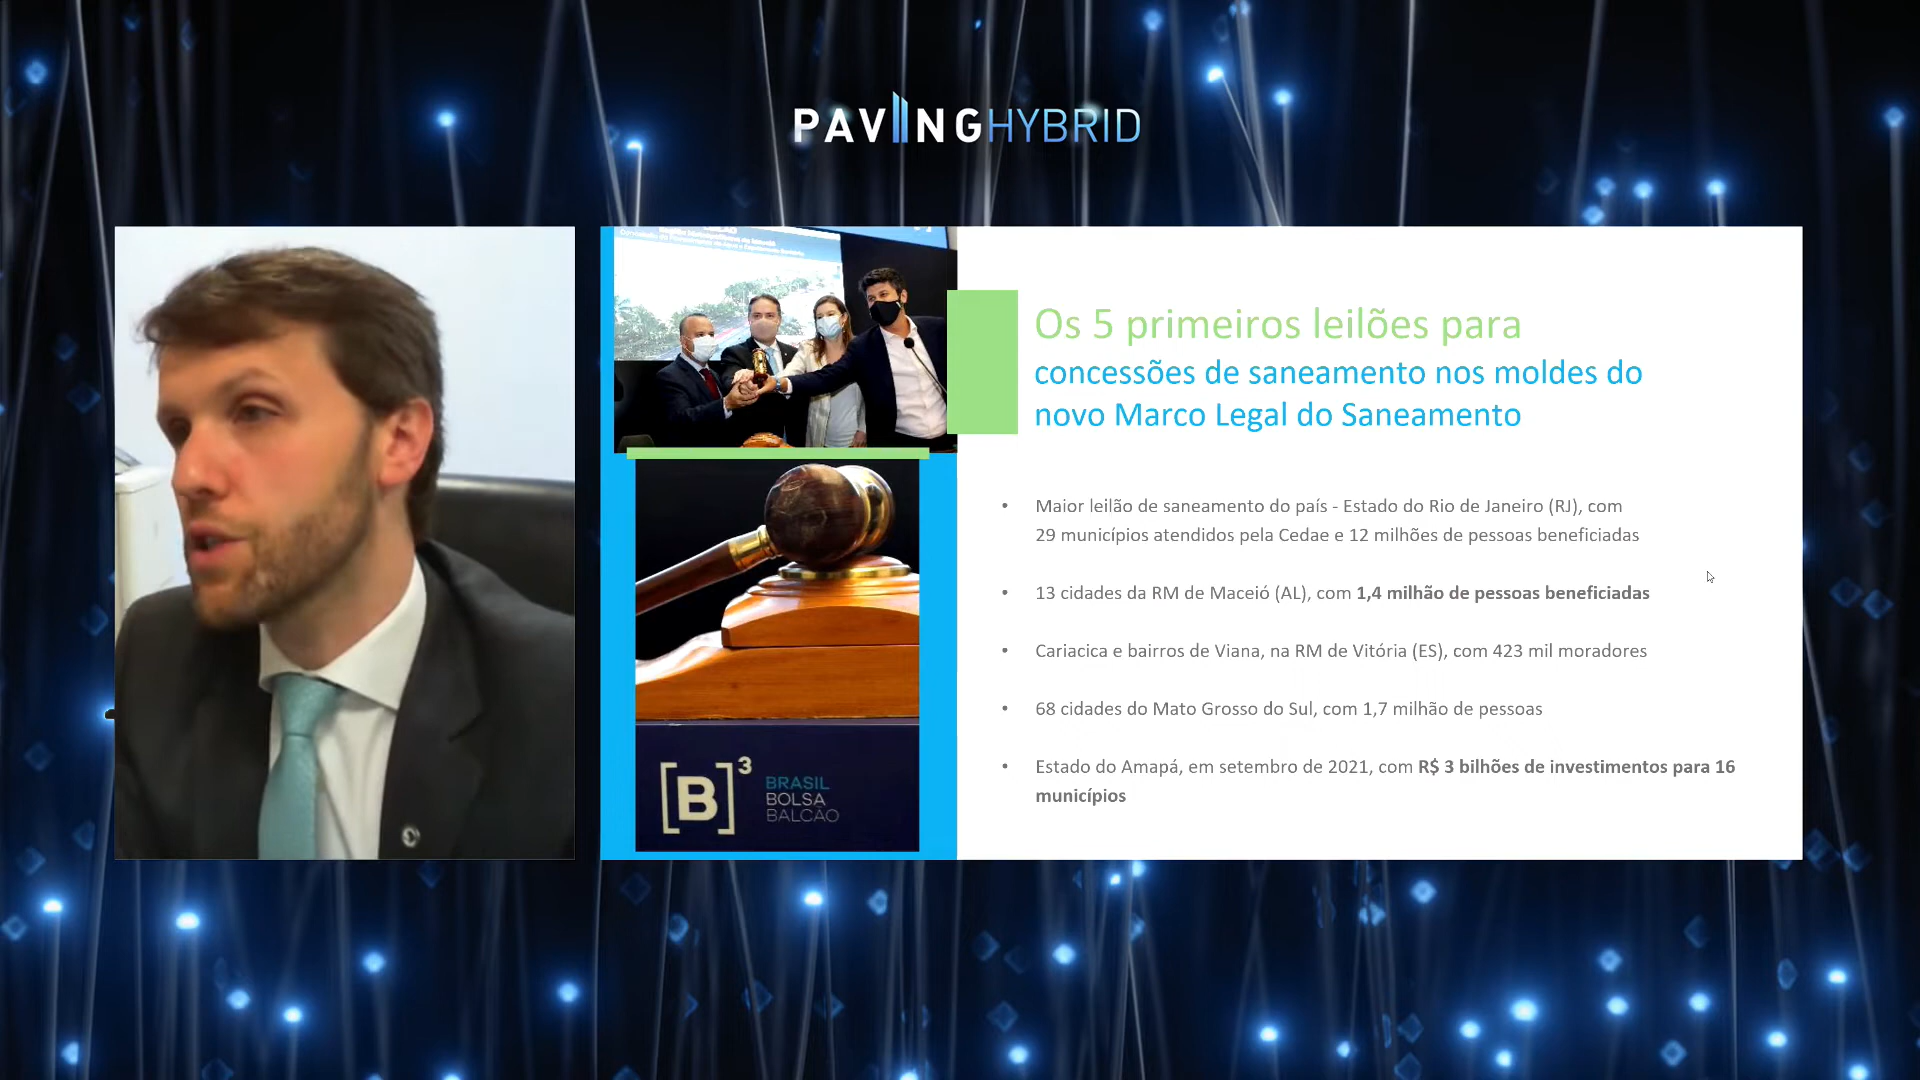 PAVINGHYBRID
Os 5 primeiros leilões para
concessões de saneamento nos moldes do
novo Marco Legal do Saneamento
• Maior leilão de saneamento do país - Estado do Rio de Janeiro (RJ), com
29 municípios atendidos pela Cedae e 12 milhões de pessoas beneficiadas
• 13 cidades da RM de Maceió (AL), com 1,4 milhão de pessoas beneficiadas
• Cariacica e bairros de Viana, na RM de Vitória (ES), com 423 mil moradores
• 68 cidades do Mato Grosso do Sul, com 1,7 milhão de pessoas
• Estado do Amapá, em setembro de 2021, com R$ 3 bilhões de investimentos para 16
municípios
[B]³
BRASIL
BOLSA
BALCÃO